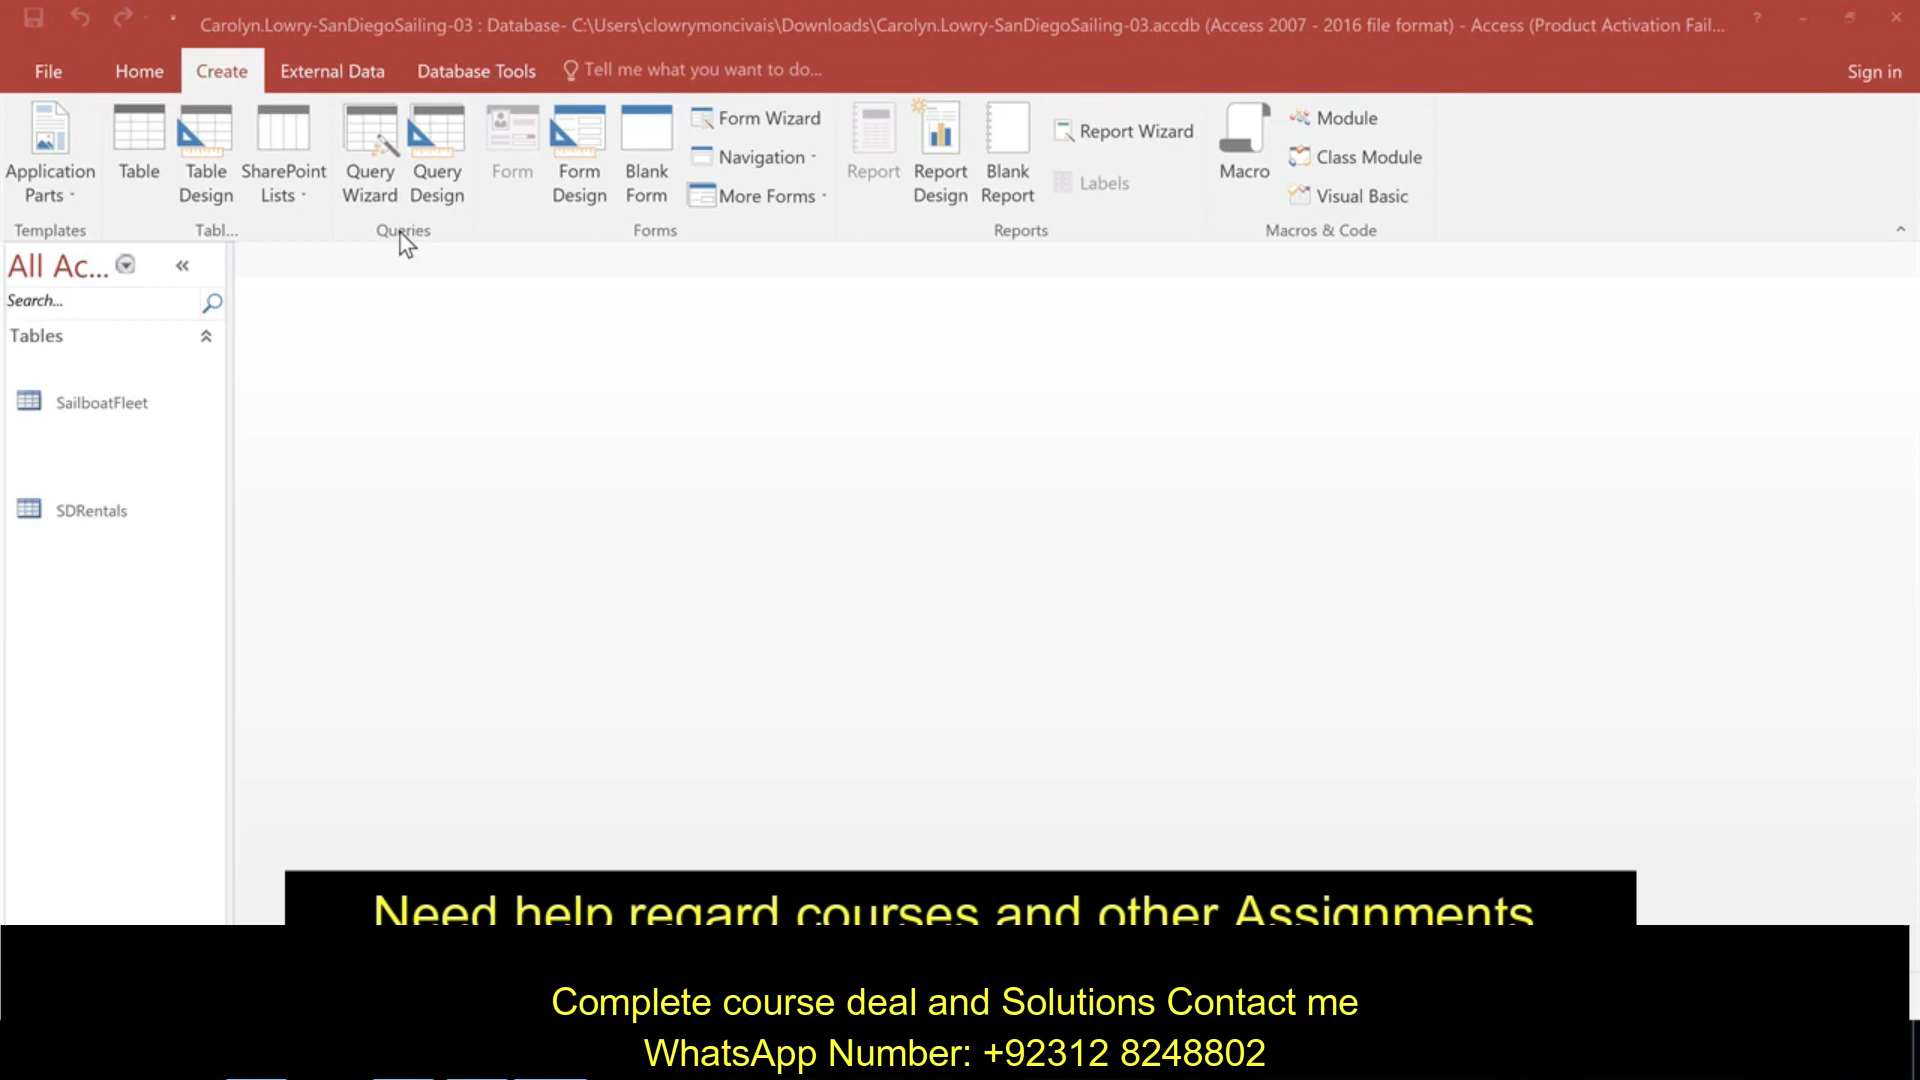 Carolyn.Lowry-SanDiegoSailing-03 : Database- C:\Users\clowrymoncivais\Downloads\Carolyn.Lowry-SanDiegoSailing-03.accdb (Access 2007 - 2016 file format) - Access (Product Activation Fail...
?
File Home Create External Data Database Tools Tell me what you want to do... Sign in
Application Parts
Table
Table Design
SharePoint Lists
Query Wizard
Query Design
Form
Form Design
Blank Form
Form Wizard
Navigation
More Forms
Report
Report Design
Blank Report
Report Wizard
Labels
Macro
Module
Class Module
Visual Basic
Templates Tabl... Queries Forms Reports Macros & Code
All Ac...
Search...
Tables
SailboatFleet
SDRentals
Need help regard courses and other Assignments
Complete course deal and Solutions Contact me
WhatsApp Number: +92312 8248802